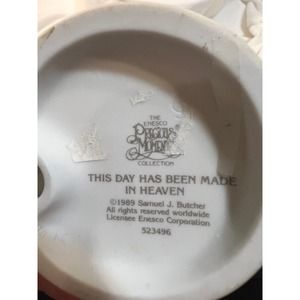 THE
ENESCO
PRECIOUS
MOMENTS
COLLECTION
THIS DAY HAS BEEN MADE
IN HEAVEN
©1989 Samuel J. Butcher
All rights reserved worldwide
Licensee Enesco Corporation
523496